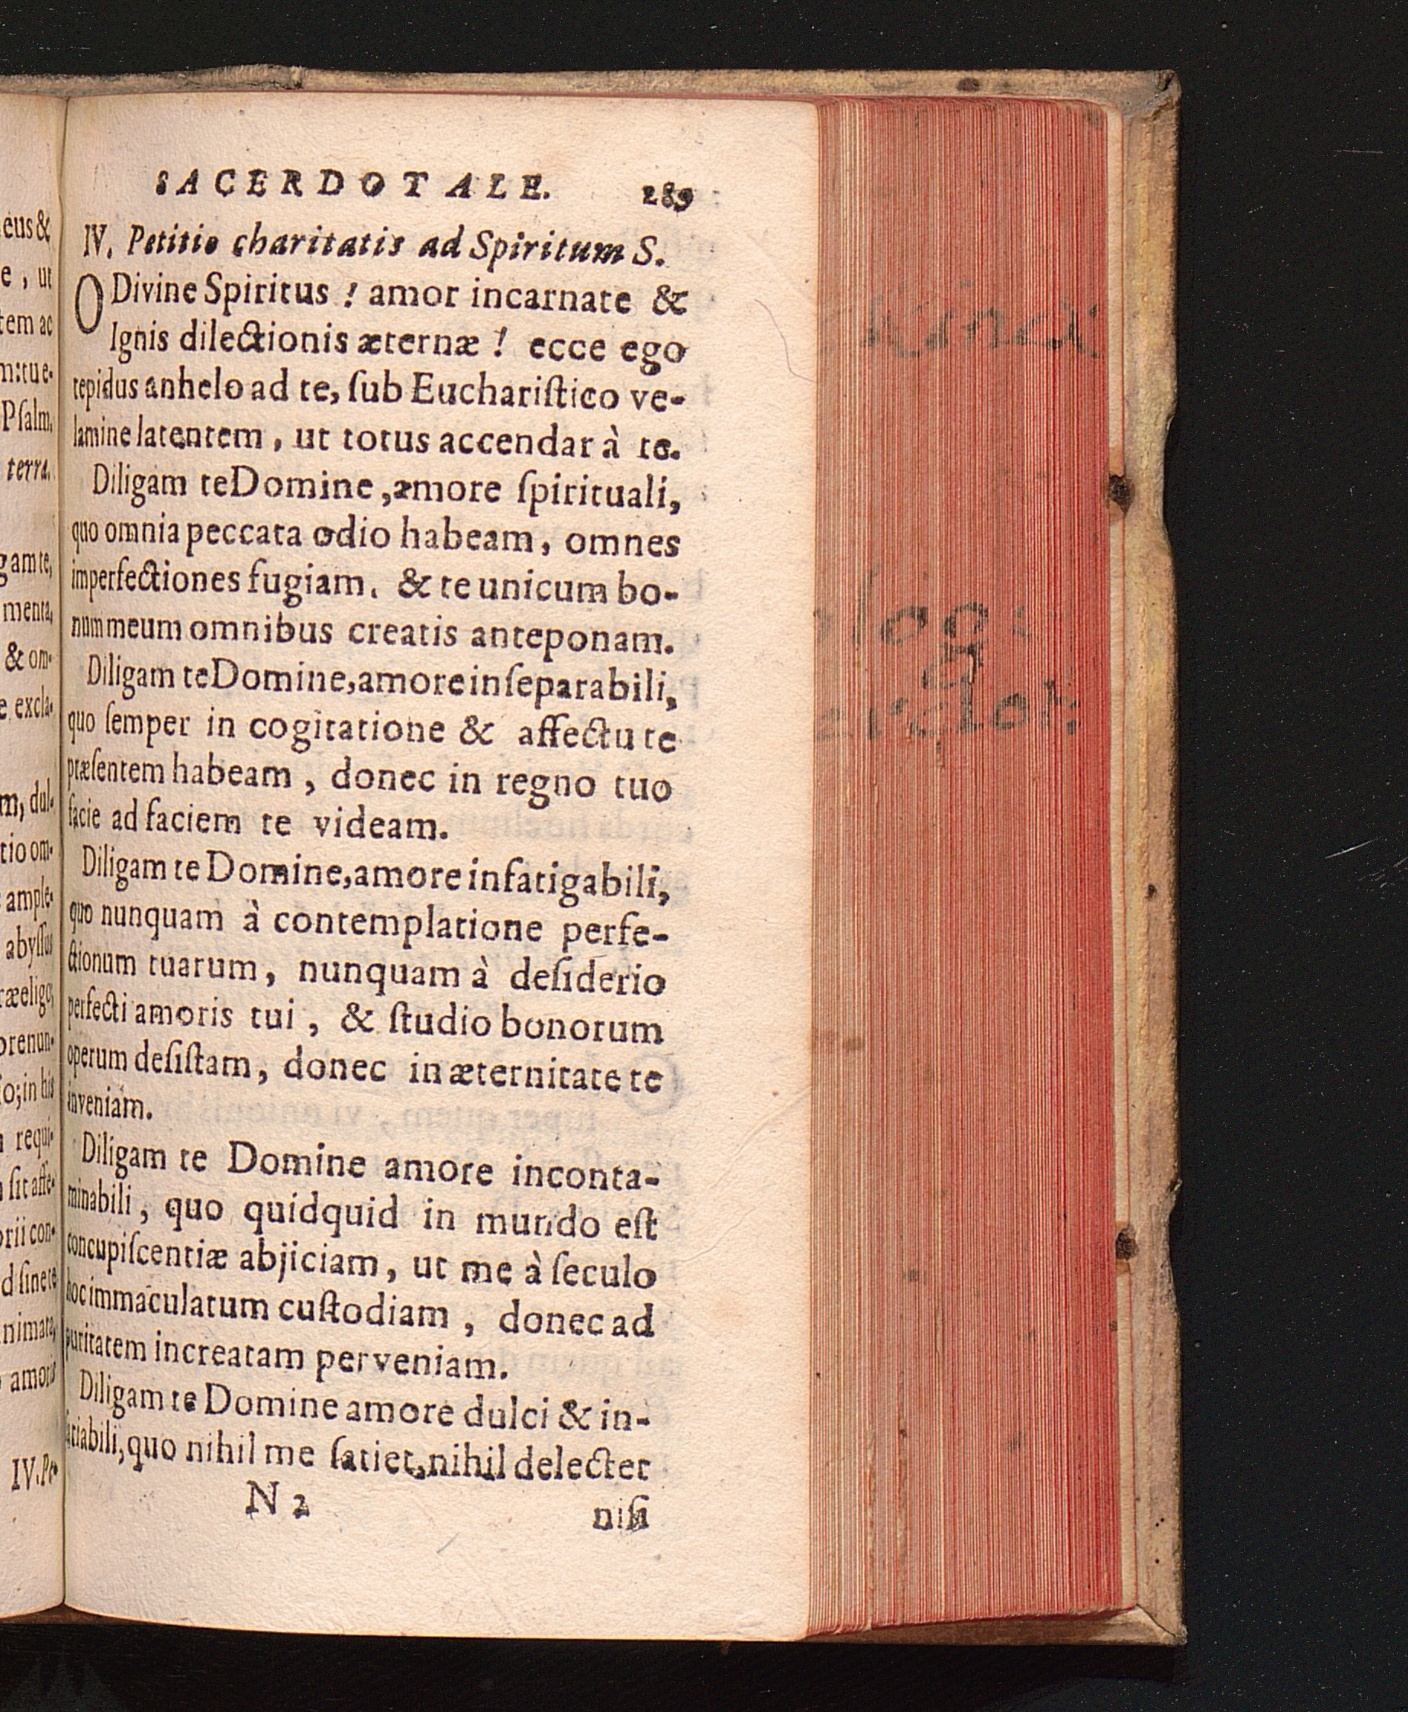 SACERDOTALE. 289
IV. Petitio charitatis ad Spiritum S.
O Divine Spiritus ! amor incarnate &
Ignis dilectionis æternæ ! ecce ego
tepidus anhelo ad te, ſub Euchariſtico ve-
lamine latentem, ut totus accendar à te.
Diligam te Domine, amore ſpirituali,
quo omnia peccata odio habeam, omnes
imperfectiones fugiam. & te unicum bo-
num meum omnibus creatis anteponam.
Diligam te Domine, amore inſeparabili,
quo ſemper in cogitatione & affectu te
præſentem habeam, donec in regno tuo
facie ad faciem te videam.
Diligam te Domine, amore infatigabili,
quo nunquam à contemplatione perfe-
ctionum tuarum, nunquam à deſiderio
perfecti amoris tui, & ſtudio bonorum
operum deſiſtam, donec in æternitate te
inveniam.
Diligam te Domine amore inconta-
minabili, quo quidquid in mundo eſt
concupiſcentiæ abjiciam, ut me à ſeculo
hoc immaculatum cuſtodiam, donec ad
puritatem increatam perveniam.
Diligam te Domine amore dulci & in-
ſatiabili, quo nihil me ſatiet, nihil delectet
N 2 niſi